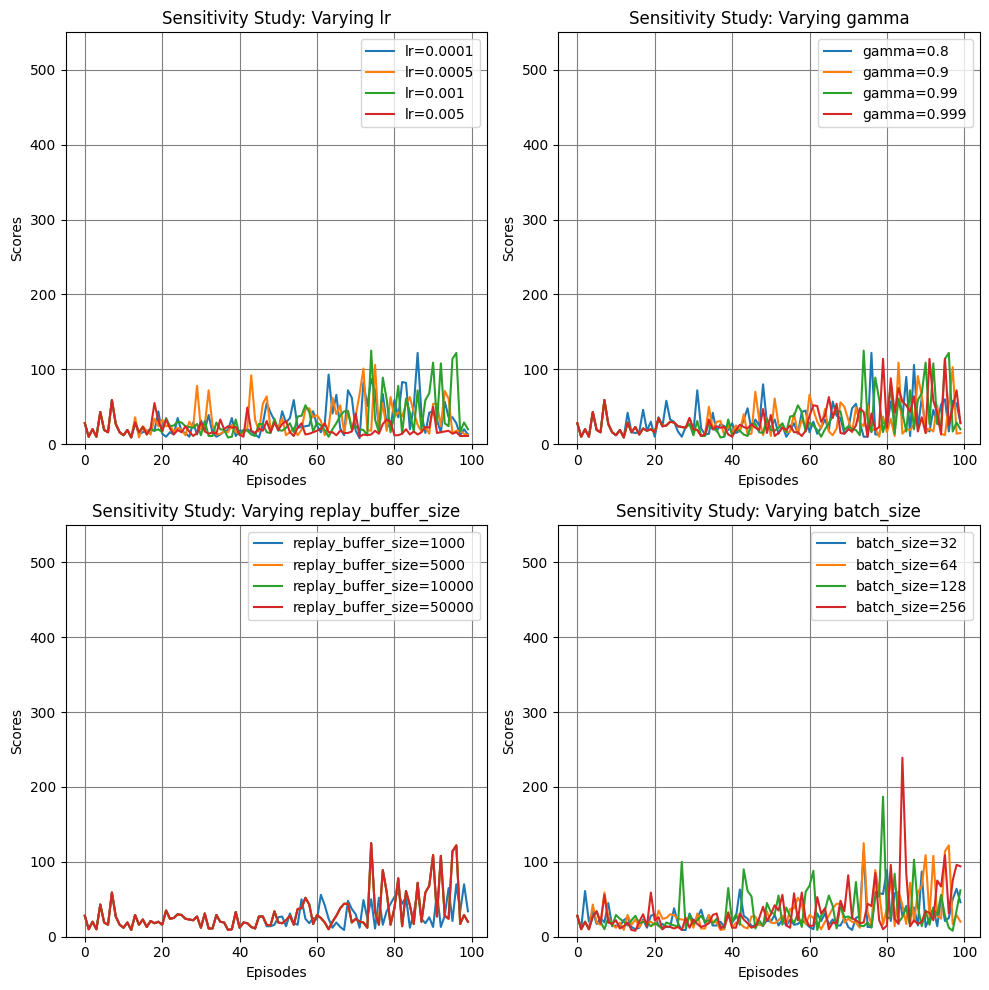 Sensitivity Study: Varying lr
500
400
300
200
100
0
Scores
0
20
40
60
80
100
Episodes
lr=0.0001
lr=0.0005
lr=0.001
lr=0.005
Sensitivity Study: Varying gamma
500
400
300
200
100
0
Scores
0
20
40
60
80
100
Episodes
gamma=0.8
gamma=0.9
gamma=0.99
gamma=0.999
Sensitivity Study: Varying replay_buffer_size
500
400
300
200
100
0
Scores
0
20
40
60
80
100
Episodes
replay_buffer_size=1000
replay_buffer_size=5000
replay_buffer_size=10000
replay_buffer_size=50000
Sensitivity Study: Varying batch_size
500
400
300
200
100
0
Scores
0
20
40
60
80
100
Episodes
batch_size=32
batch_size=64
batch_size=128
batch_size=256